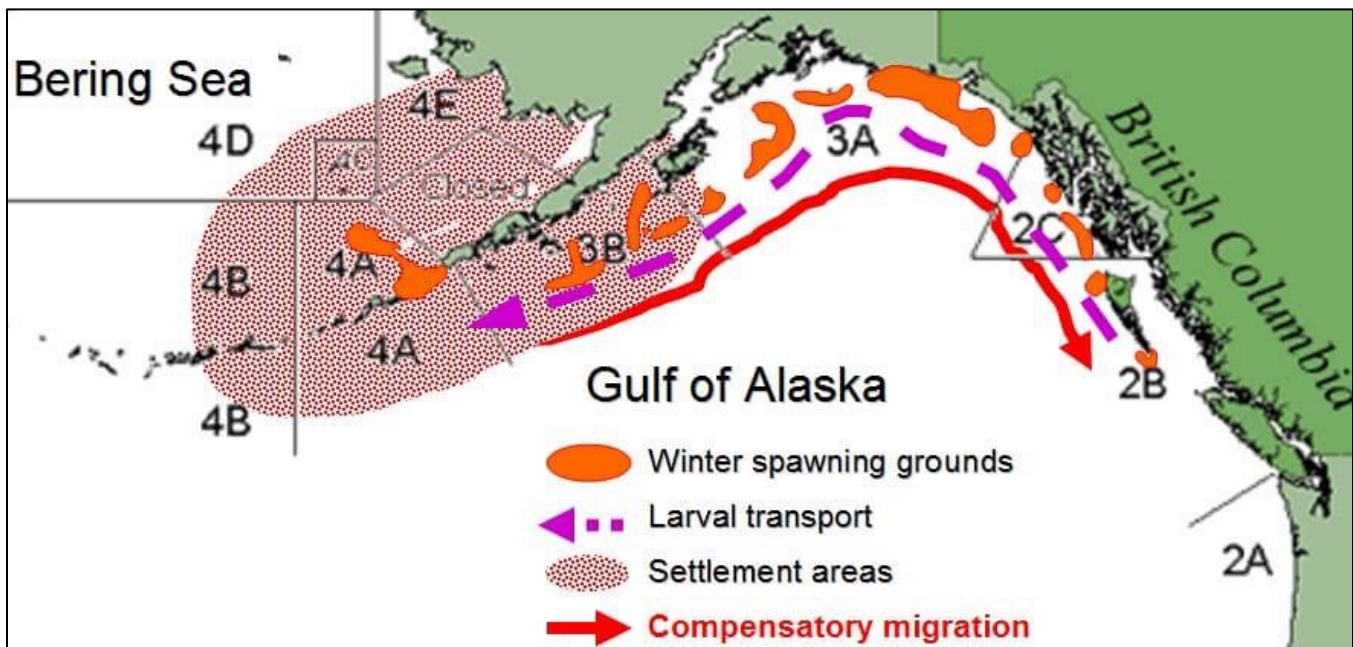 Bering Sea
4E
4D
4C
3A
Closed
2C
3B
4A
4B
4A
4B
British Columbia
2B
Gulf of Alaska
Winter spawning grounds
Larval transport
2A
Settlement areas
Compensatory migration